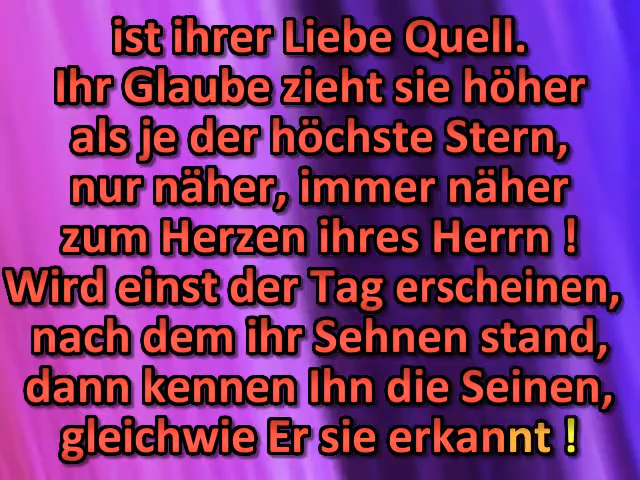 ist ihrer Liebe Quell.
Ihr Glaube zieht sie höher
als je der höchste Stern,
nur näher, immer näher
zum Herzen ihres Herrn !
Wird einst der Tag erscheinen,
nach dem ihr Sehnen stand,
dann kennen Ihn die Seinen,
gleichwie Er sie erkannt !